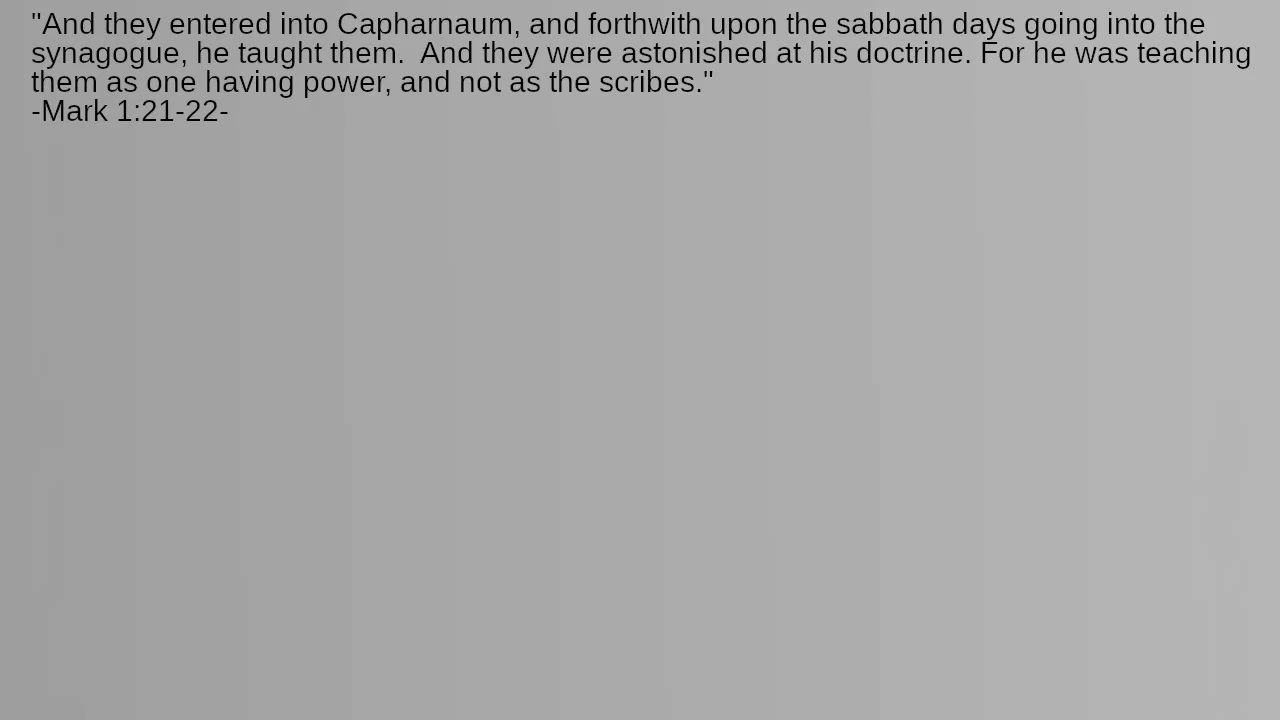 "And they entered into Capharnaum, and forthwith upon the sabbath days going into the
synagogue, he taught them.  And they were astonished at his doctrine. For he was teaching
them as one having power, and not as the scribes."
-Mark 1:21-22-